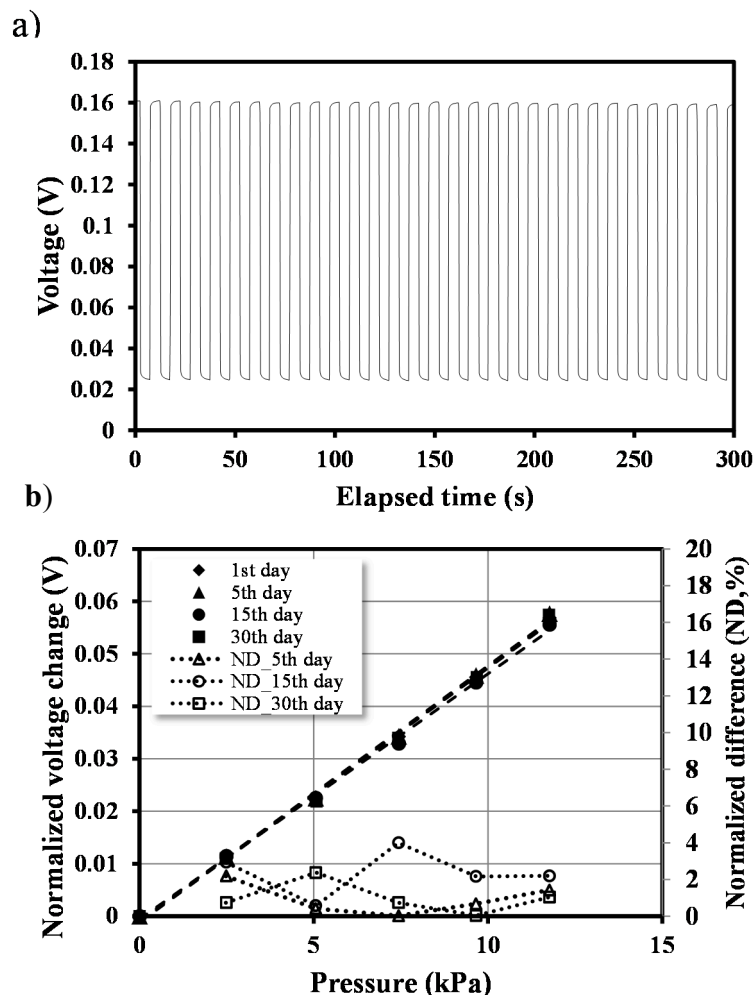 a)
0.18
0.16
0.14
0.12
0.1
0.08
0.06
0.04
0.02
0
Voltage (V)
0 50 100 150 200 250 300
Elapsed time (s)
b)
0.07
0.06
0.05
0.04
0.03
0.02
0.01
0
Normalized voltage change (V)
1st day
5th day
15th day
30th day
ND_5th day
ND_15th day
ND_30th day
20
18
16
14
12
10
8
6
4
2
0
Normalized difference (ND,%)
0 5 10 15
Pressure (kPa)